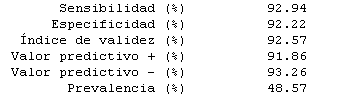 Sensibilidad (%) 92.94
Especificidad (%) 92.22
Índice de validez (%) 92.57
Valor predictivo + (%) 91.86
Valor predictivo - (%) 93.26
Prevalencia (%) 48.57